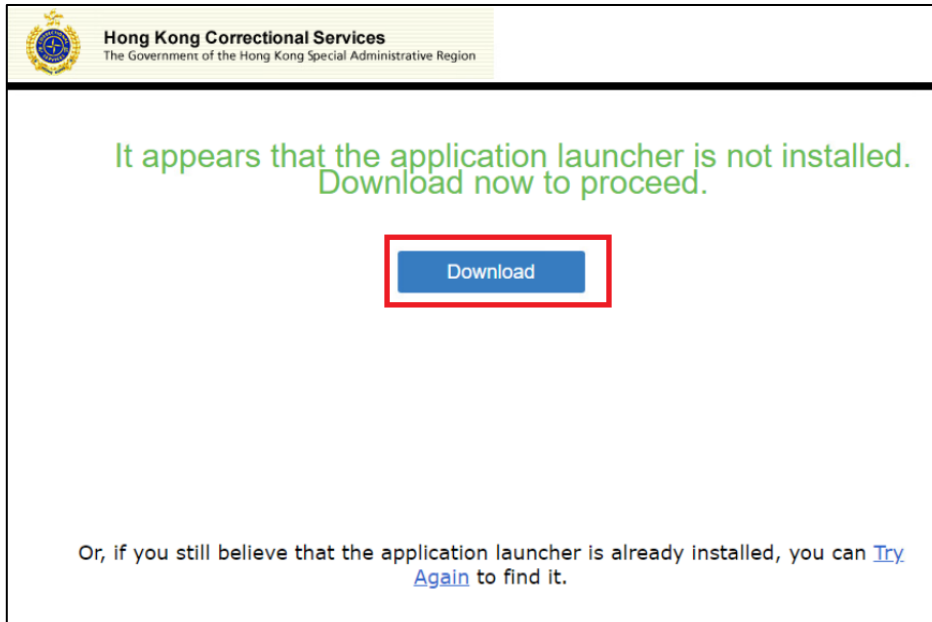 Hong Kong Correctional Services
The Government of the Hong Kong Special Administrative Region
It appears that the application launcher is not installed.
Download now to proceed.
Download
Or, if you still believe that the application launcher is already installed, you can Try
Again to find it.